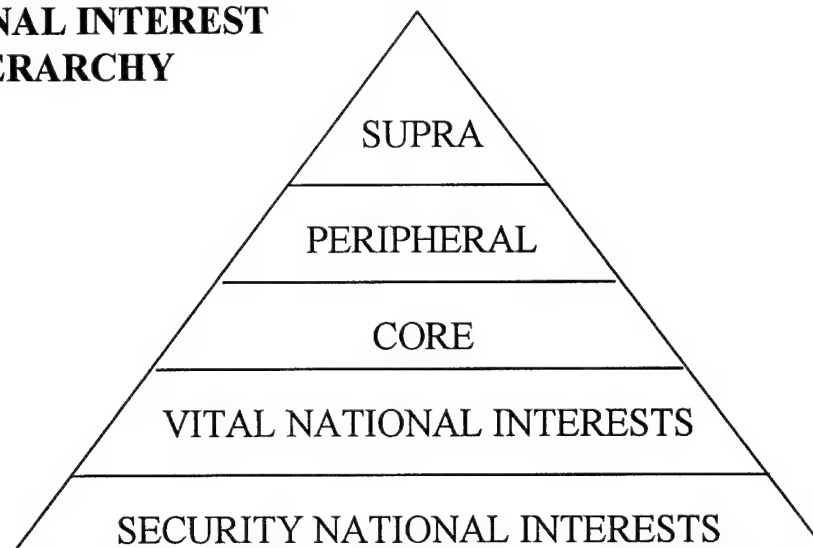 NAL INTEREST
ERARCHY
SUPRA
PERIPHERAL
CORE
VITAL NATIONAL INTERESTS
SECURITY NATIONAL INTERESTS